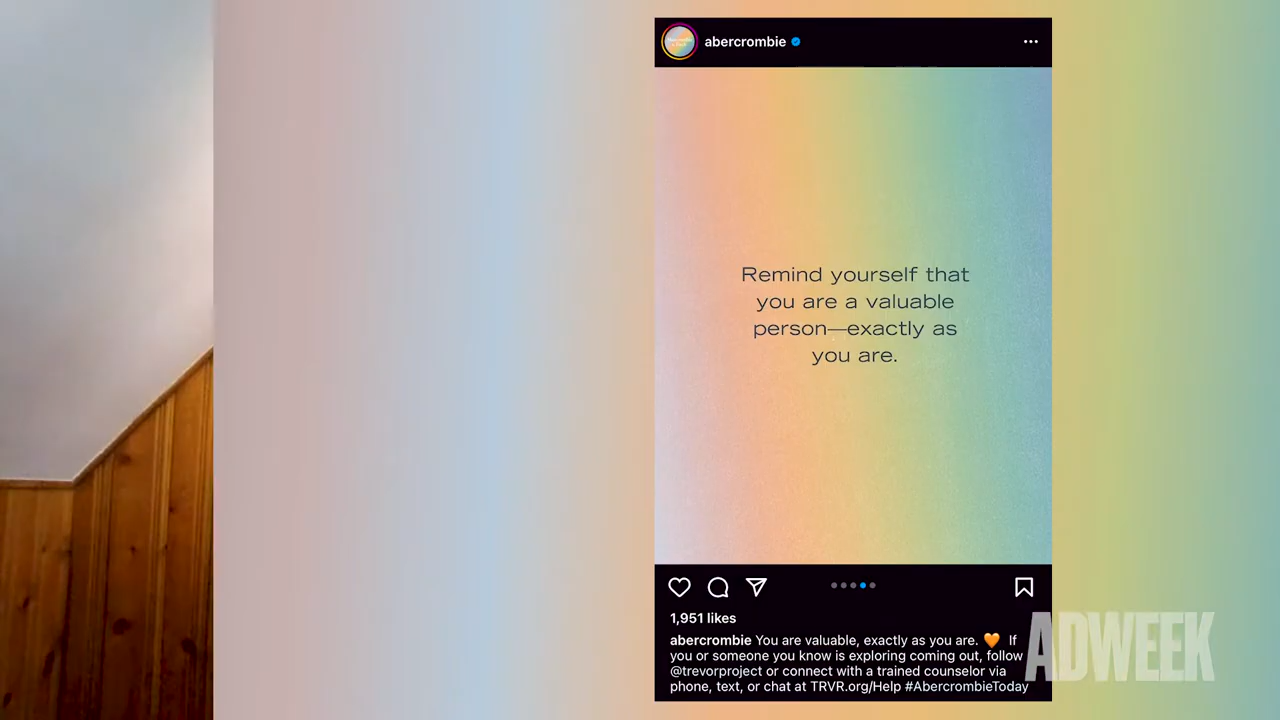 abercrombie
Remind yourself that
you are a valuable
person—exactly as
you are.
1,951 likes
abercrombie You are valuable, exactly as you are. 🧡 If
you or someone you know is exploring coming out, follow
@trevorproject or connect with a trained counselor via
phone, text, or chat at TRVR.org/Help #AbercrombieToday
ADWEEK